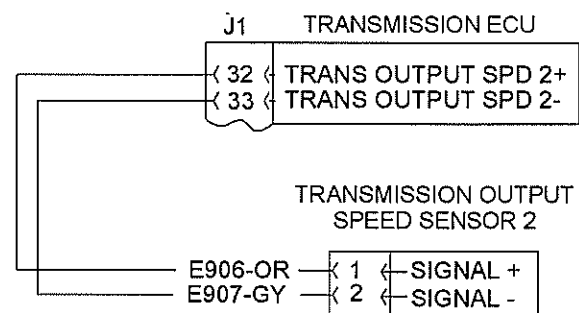 J1 TRANSMISSION ECU
32 TRANS OUTPUT SPD 2+
33 TRANS OUTPUT SPD 2-
TRANSMISSION OUTPUT
SPEED SENSOR 2
E906-OR 1 SIGNAL +
E907-GY 2 SIGNAL -